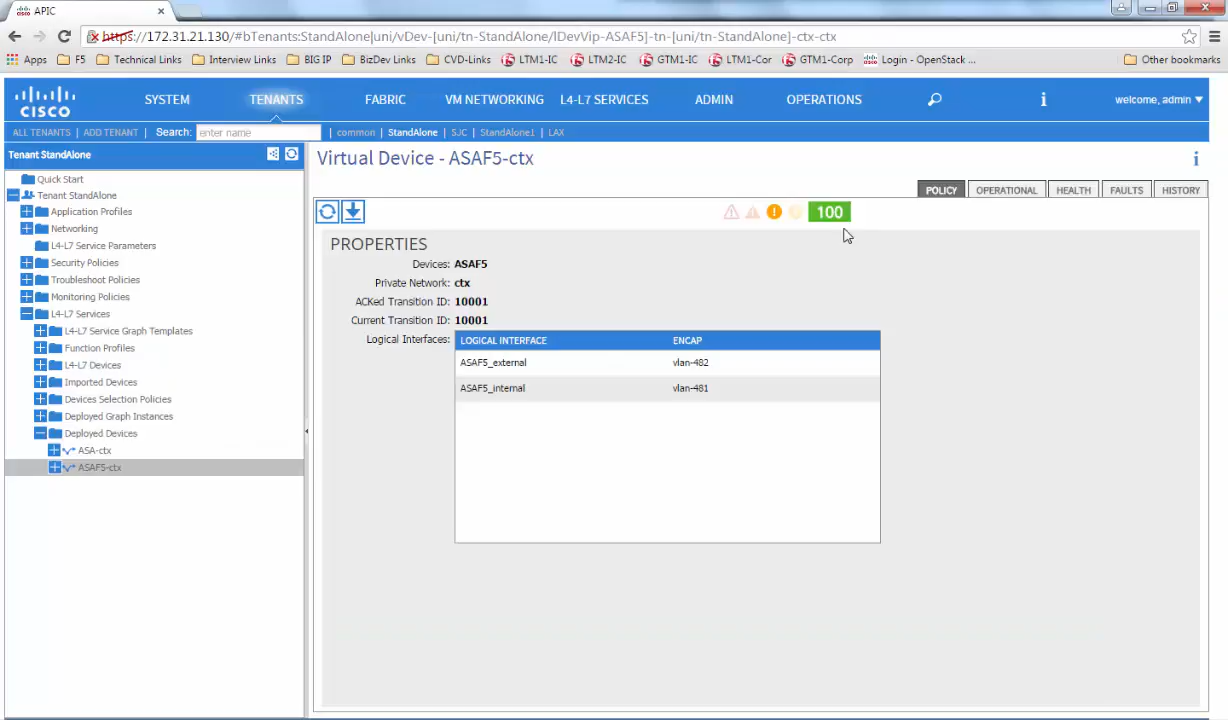 APIC
https://172.31.21.130/#bTenants:StandAlone|uni/vDev-[uni/tn-StandAlone/lDevVip-ASAF5]-tn-[uni/tn-StandAlone]-ctx-ctx
Apps F5 Technical Links Interview Links BIG IP BizDev Links CVD-Links LTM1-IC LTM2-IC GTM1-IC LTM1-Cor GTM1-Corp Login - OpenStack ... Other bookmarks
CISCO SYSTEM TENANTS FABRIC VM NETWORKING L4-L7 SERVICES ADMIN OPERATIONS i welcome, admin
ALL TENANTS | ADD TENANT | Search: enter name | common | StandAlone | SJC | StandAlone1 | LAX
Tenant StandAlone
Quick Start
Tenant StandAlone
Application Profiles
Networking
L4-L7 Service Parameters
Security Policies
Troubleshoot Policies
Monitoring Policies
L4-L7 Services
L4-L7 Service Graph Templates
Function Profiles
L4-L7 Devices
Imported Devices
Devices Selection Policies
Deployed Graph Instances
Deployed Devices
ASA-ctx
ASAF5-ctx
Virtual Device - ASAF5-ctx
i
POLICY OPERATIONAL HEALTH FAULTS HISTORY
100
PROPERTIES
Devices: ASAF5
Private Network: ctx
ACKed Transition ID: 10001
Current Transition ID: 10001
Logical Interfaces:
LOGICAL INTERFACE ENCAP
ASAF5_external vlan-482
ASAF5_internal vlan-481